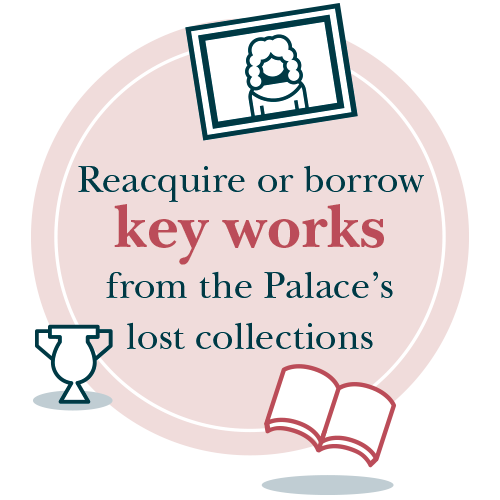 Reacquire or borrow
key works
from the Palace’s
lost collections